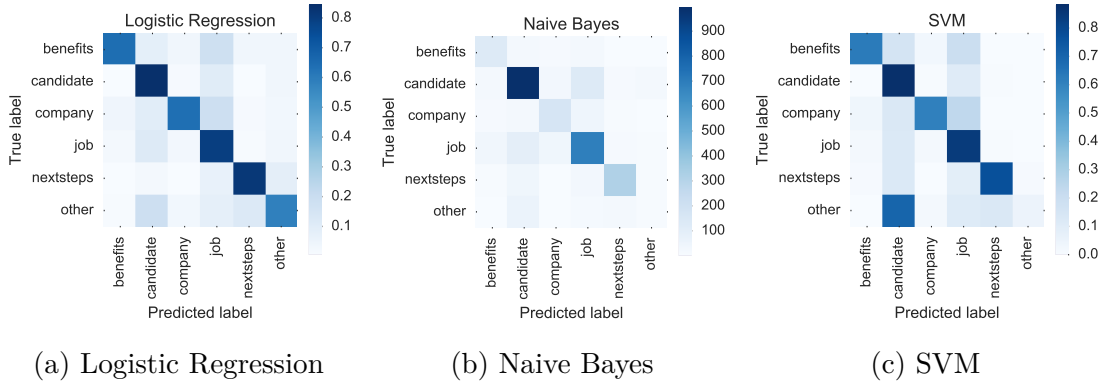 Logistic Regression
True label
benefits
candidate
company
job
nextsteps
other
benefits
candidate
company
job
nextsteps
other
Predicted label
0.8
0.7
0.6
0.5
0.4
0.3
0.2
0.1
(a) Logistic Regression
Naive Bayes
True label
benefits
candidate
company
job
nextsteps
other
benefits
candidate
company
job
nextsteps
other
Predicted label
900
800
700
600
500
400
300
200
100
(b) Naive Bayes
SVM
True label
benefits
candidate
company
job
nextsteps
other
benefits
candidate
company
job
nextsteps
other
Predicted label
0.8
0.7
0.6
0.5
0.4
0.3
0.2
0.1
0.0
(c) SVM